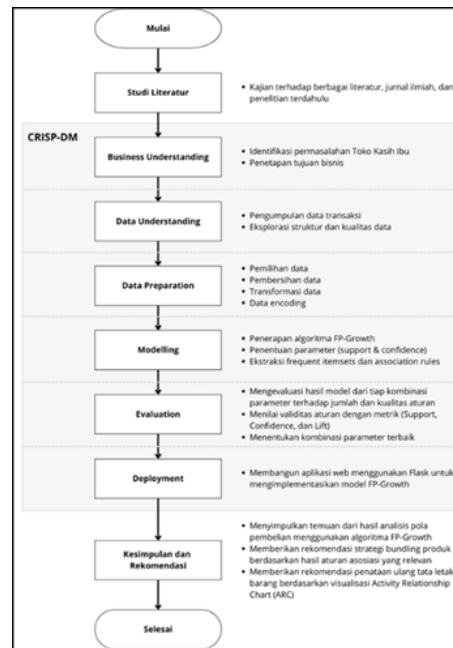 Mulai
Studi Literatur
• Kajian terhadap berbagai literatur, jurnal ilmiah, dan
penelitian terdahulu
CRISP-DM
Business Understanding
• Identifikasi permasalahan Toko Kasih Ibu
• Penetapan tujuan bisnis
Data Understanding
• Pengumpulan data transaksi
• Eksplorasi struktur dan kualitas data
Data Preparation
• Pemilihan data
• Pembersihan data
• Transformasi data
• Data encoding
Modelling
• Penerapan algoritma FP-Growth
• Penentuan parameter (support & confidence)
• Ekstraksi frequent itemsets dan association rules
Evaluation
• Mengevaluasi hasil model dari tiap kombinasi
parameter terhadap jumlah dan kualitas aturan
• Menilai validitas aturan dengan metrik (Support,
Confidence, dan Lift)
• Menentukan kombinasi parameter terbaik
Deployment
• Membangun aplikasi web menggunakan Flask untuk
mengimplementasikan model FP-Growth
Kesimpulan dan
Rekomendasi
• Menyimpulkan temuan dari hasil analisis pola
pembelian menggunakan algoritma FP-Growth
• Memberikan rekomendasi strategi bundling produk
berdasarkan hasil aturan asosiasi yang relevan
• Memberikan rekomendasi penataan ulang tata letak
barang berdasarkan visualisasi Activity Relationship
Chart (ARC)
Selesai